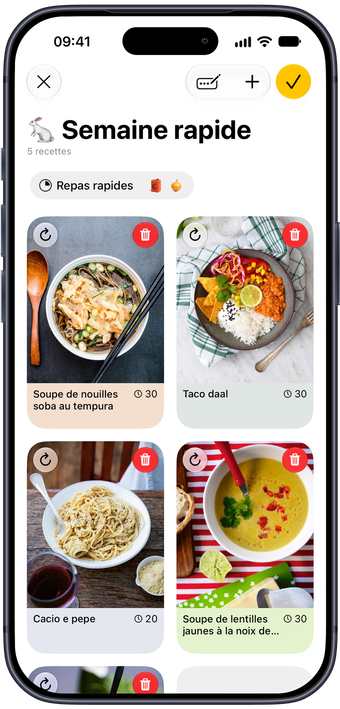 09:41
Semaine rapide
5 recettes
Repas rapides
Soupe de nouilles
soba au tempura
30
Taco daal
30
Cacio e pepe
20
Soupe de lentilles
jaunes à la noix de...
30